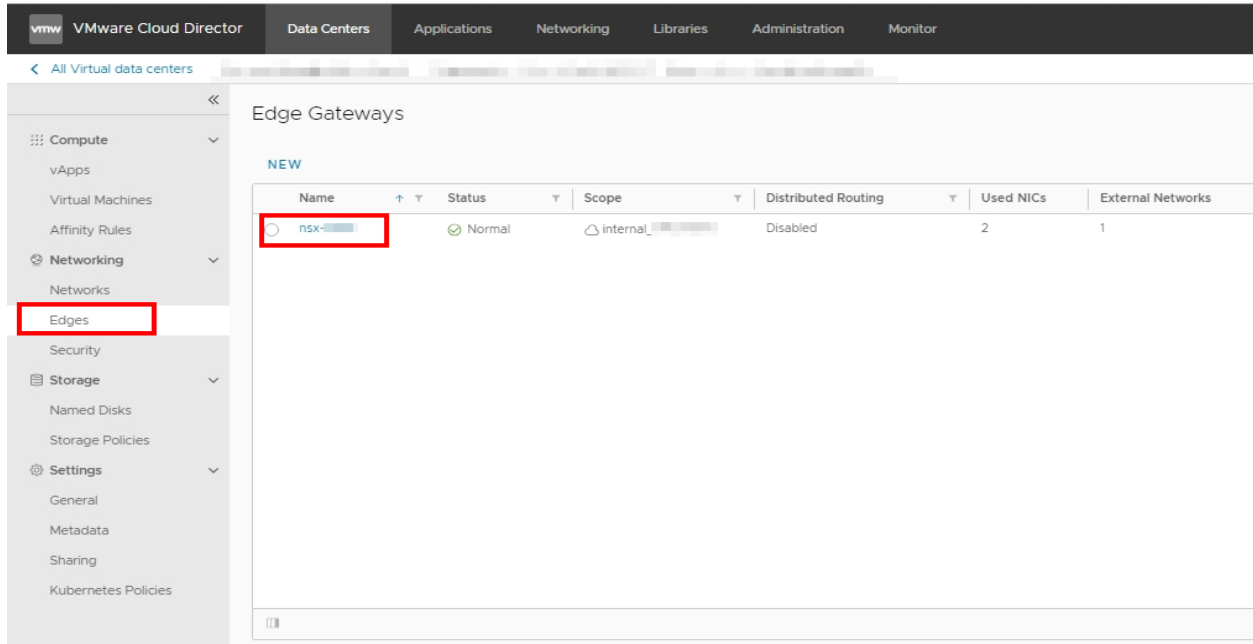 vmw VMware Cloud Director Data Centers Applications Networking Libraries Administration Monitor
All Virtual data centers
Edge Gateways
Compute
vApps
NEW
Name Status Scope Distributed Routing Used NICs External Networks
Virtual Machines
nsx- Normal internal_ Disabled 2 1
Affinity Rules
Networking
Networks
Edges
Security
Storage
Named Disks
Storage Policies
Settings
General
Metadata
Sharing
Kubernetes Policies